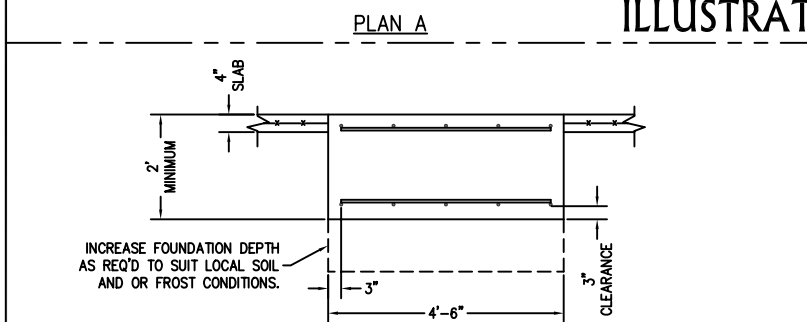 PLAN A
ILLUSTRAT
4"
SLAB
2'
MINIMUM
INCREASE FOUNDATION DEPTH
AS REQ'D TO SUIT LOCAL SOIL
AND OR FROST CONDITIONS.
3"
4'-6"
3"
CLEARANCE